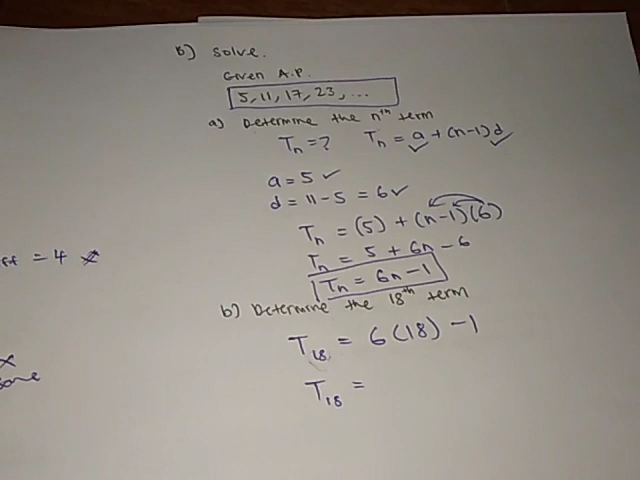 B) Solve.
Given A.P.
5, 11, 17, 23, ...
a) Determine the nth term
Tn = ? Tn = a + (n-1)d
a = 5 ✓
d = 11 - 5 = 6 ✓
Tn = (5) + (n-1)(6)
Tn = 5 + 6n - 6
= 4
Tn = 6n - 1
b) Determine the 18th term
T18 = 6(18) - 1
T18 =